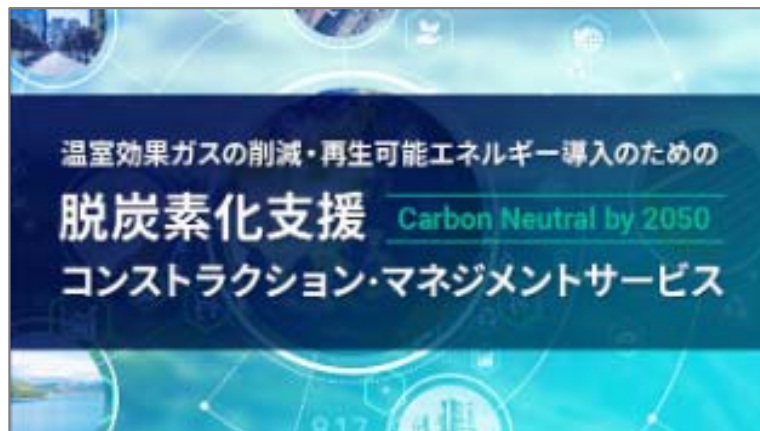 温室効果ガスの削減・再生可能エネルギー導入のための
脱炭素化支援 Carbon Neutral by 2050
コンストラクション・マネジメントサービス
817